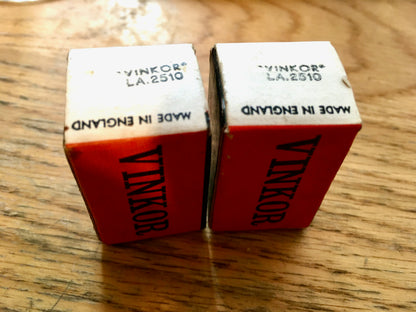 "VINKOR"
LA.2510
MADE IN ENGLAND
VINKOR
"VINKOR"
LA.2510
MADE IN ENGLAND
VINKOR